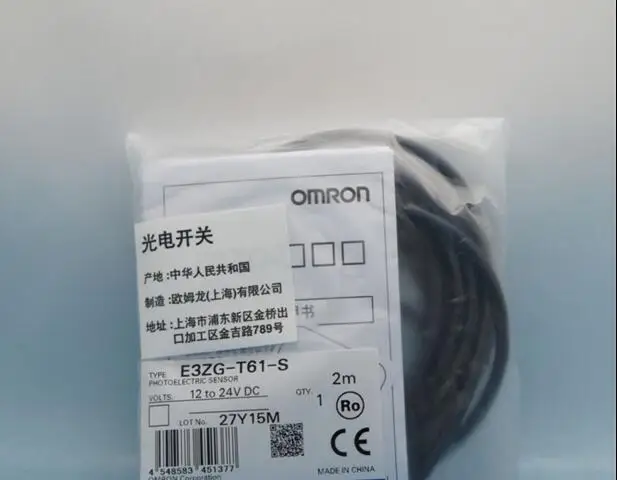 OMRON
光电开关
产地:中华人民共和国
制造:欧姆龙(上海)有限公司
地址:上海市浦东新区金桥出
口加工区金吉路789号
书
TYPE E3ZG-T61-S
PHOTOELECTRIC SENSOR
2m
VOLTS. 12 to 24V DC
QTY. 1
Ro
LOT No. 27Y15M
CE
4 548583 451377
MADE IN CHINA
OMRON Corporation